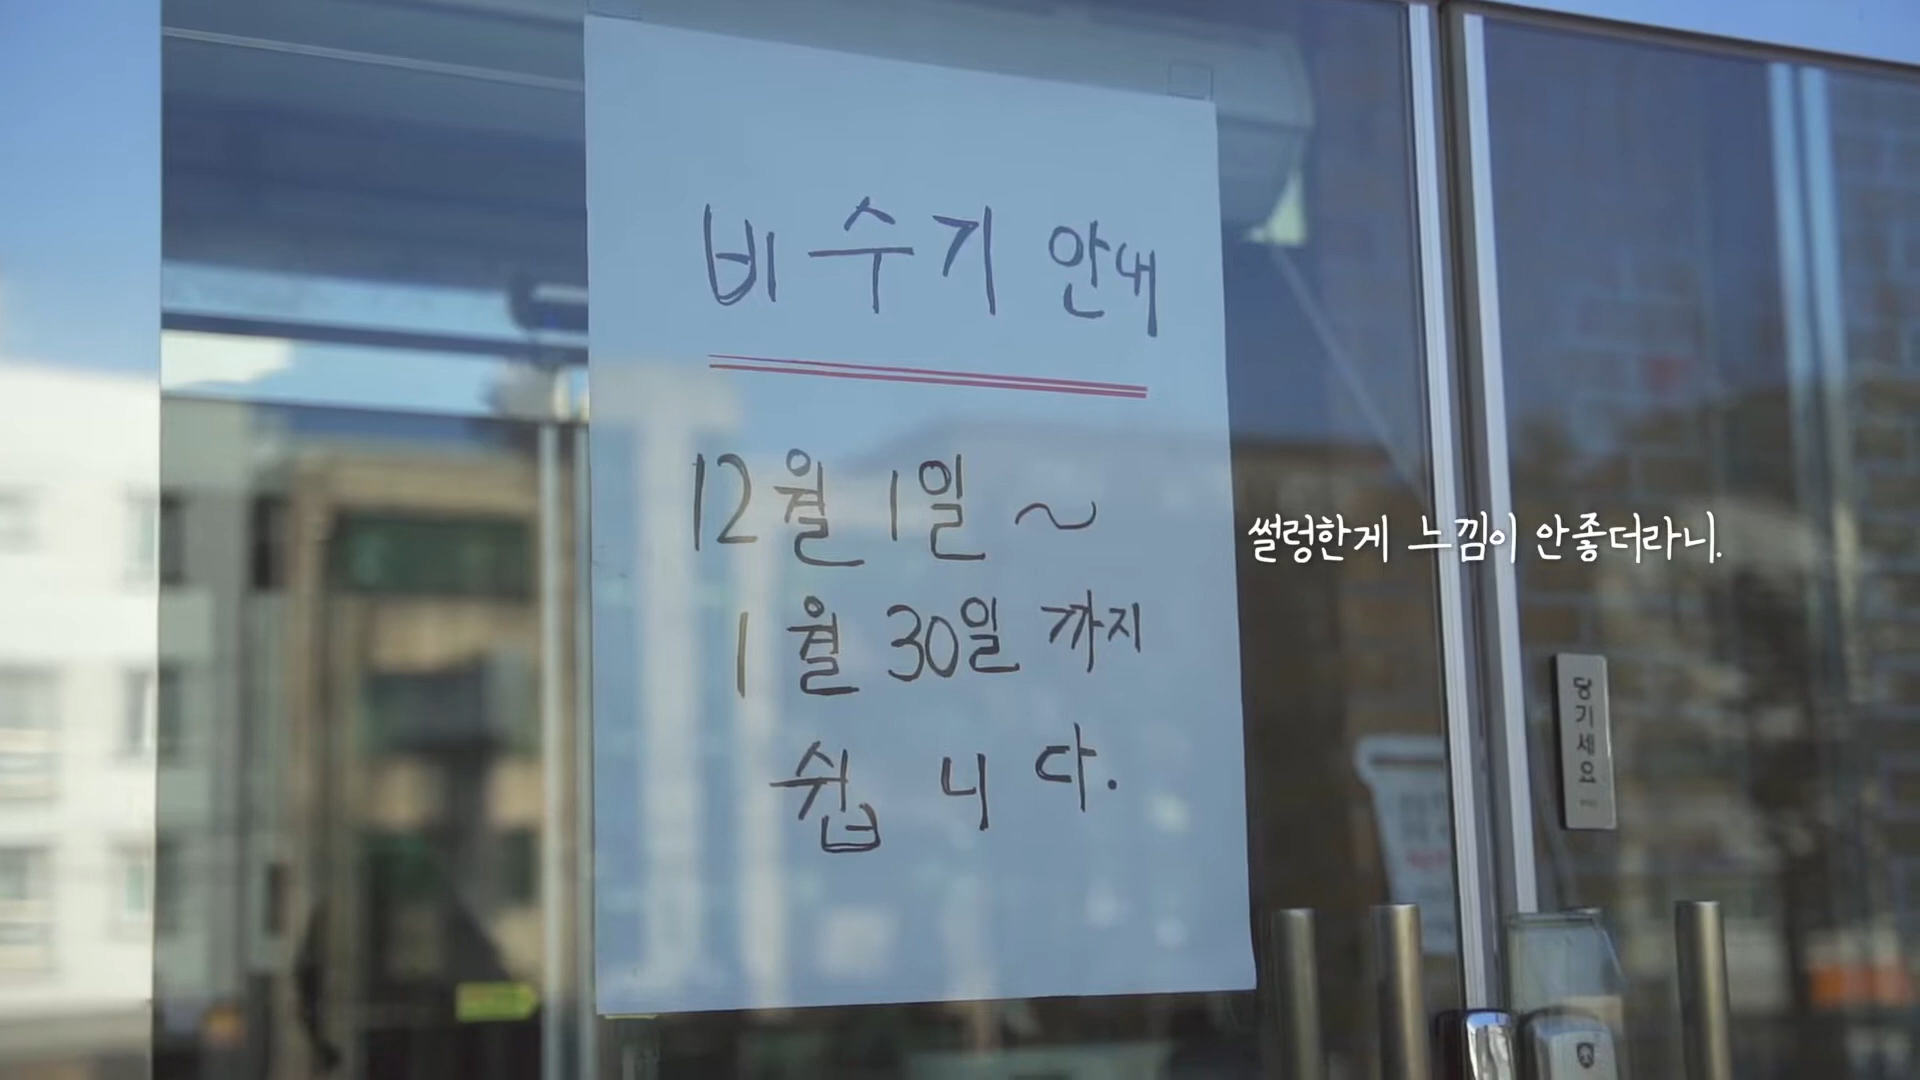 비수기 안내
12월 1일 ~
1월 30일까지
쉽니다.
썰렁한게 느낌이 안좋더라니.
당기세요